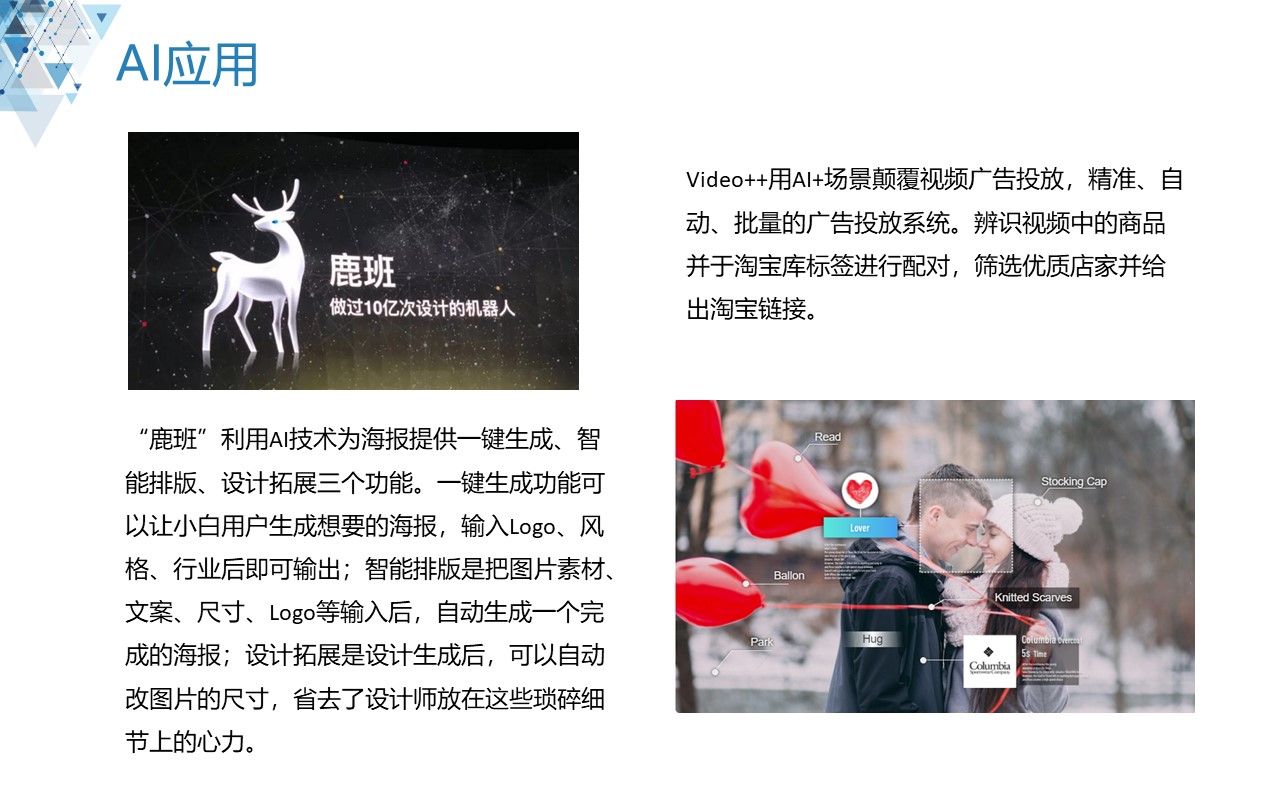 AI应用
鹿班
做过10亿次设计的机器人
“鹿班”利用AI技术为海报提供一键生成、智
能排版、设计拓展三个功能。一键生成功能可
以让小白用户生成想要的海报，输入Logo、风
格、行业后即可输出；智能排版是把图片素材、
文案、尺寸、Logo等输入后，自动生成一个完
成的海报；设计拓展是设计生成后，可以自动
改图片的尺寸，省去了设计师放在这些琐碎细
节上的心力。
Video++用AI+场景颠覆视频广告投放，精准、自
动、批量的广告投放系统。辨识视频中的商品
并于淘宝库标签进行配对，筛选优质店家并给
出淘宝链接。
Read
Stocking Cap
Lover
Ballon
Knitted Scarves
Park
Hug
Columbia Overcoat
5s Time
Columbia
Sportswear Company